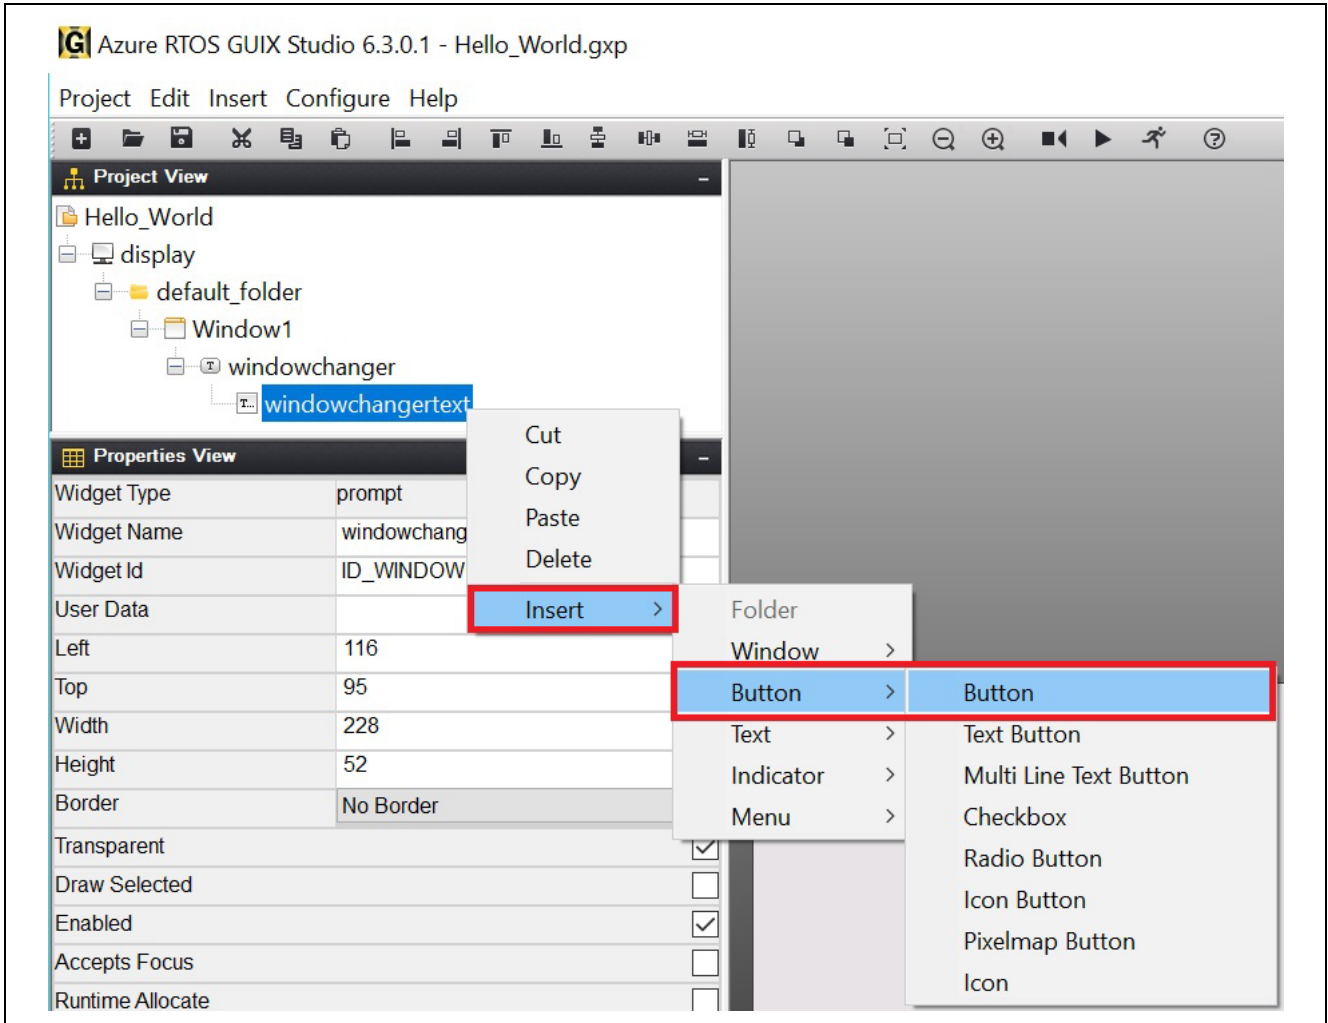 Azure RTOS GUIX Studio 6.3.0.1 - Hello_World.gxp
Project Edit Insert Configure Help
Project View
Hello_World
display
default_folder
Window1
windowchanger
windowchangertext
Cut
Copy
Paste
Delete
Insert
Folder
Window
Button
Text
Indicator
Menu
Button
Text Button
Multi Line Text Button
Checkbox
Radio Button
Icon Button
Pixelmap Button
Icon
Properties View
Widget Type prompt
Widget Name windowchang
Widget Id ID_WINDOW
User Data
Left 116
Top 95
Width 228
Height 52
Border No Border
Transparent
Draw Selected
Enabled
Accepts Focus
Runtime Allocate